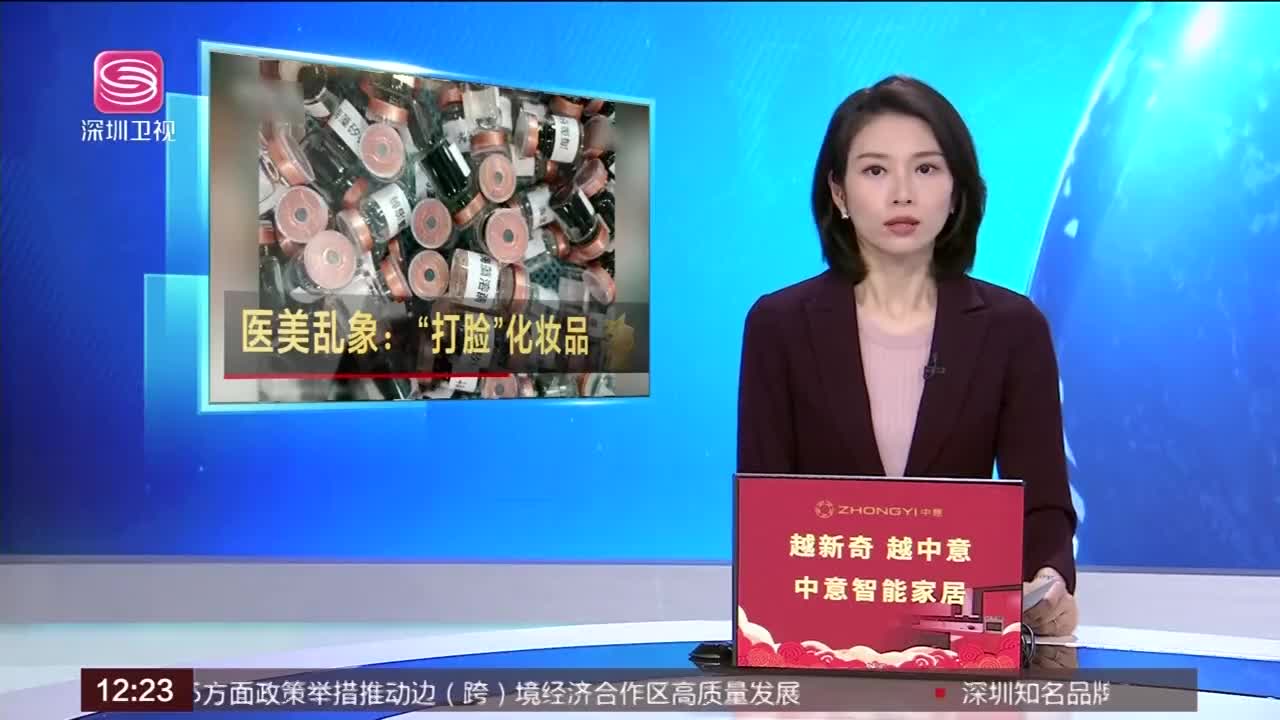 深圳卫视
医美乱象：“打脸”化妆品
ZHONGYI 中意
越新奇 越中意
中意智能家居
12:23
方面政策举措推动边（跨）境经济合作区高质量发展
深圳知名品牌